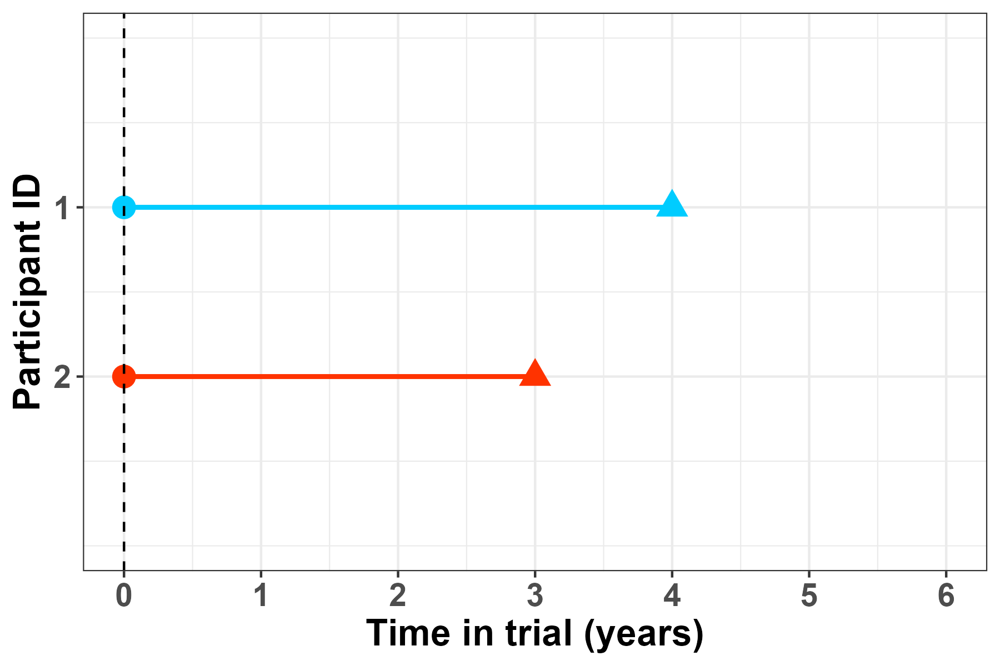 Participant ID
1
2
0 1 2 3 4 5 6
Time in trial (years)